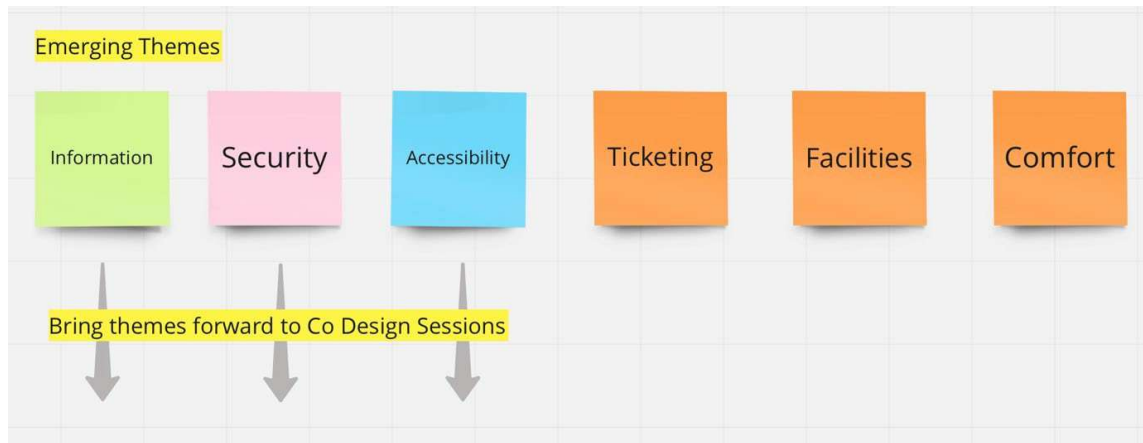 Emerging Themes
Information
Security
Accessibility
Ticketing
Facilities
Comfort
Bring themes forward to Co Design Sessions